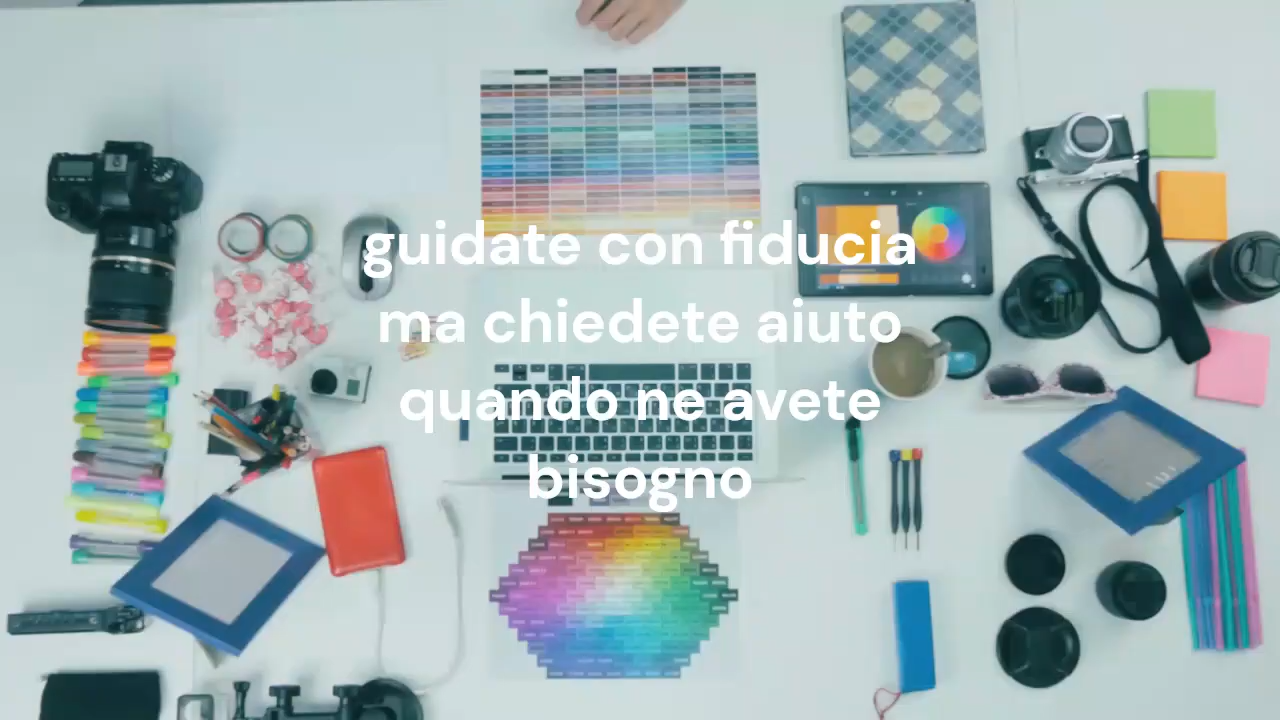 guidate con fiducia
ma chiedete aiuto
quando ne avete
bisogno